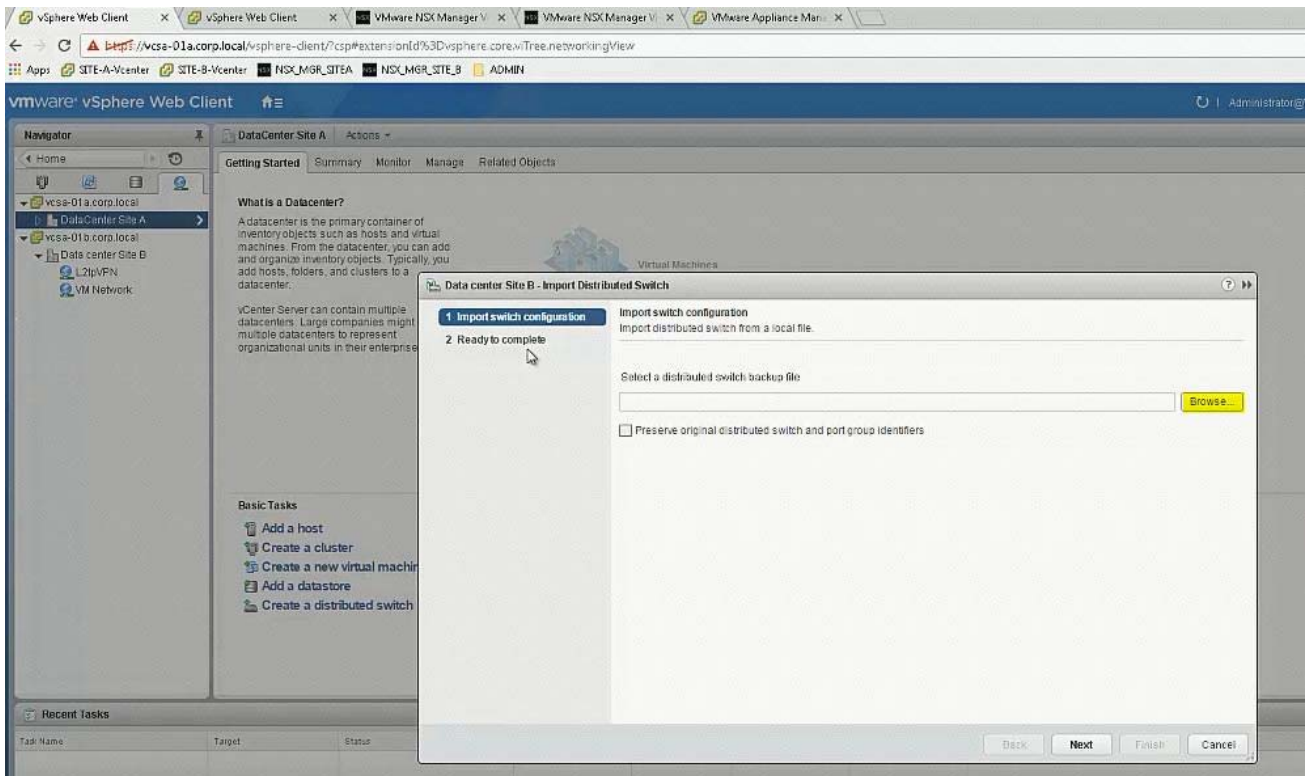 vSphere Web Client
vSphere Web Client
VMware NSX Manager V
VMware NSX Manager Vi
VMware Appliance Man
https://vcsa-01a.corp.local/vsphere-client/?csp#extensionId%3Dvsphere.core.viTree.networkingView
Apps SITE-A-Vcenter SITE-B-Vcenter NSX_MGR_SITEA NSX_MGR_SITE_B ADMIN
vmware vSphere Web Client
Administrator@
Navigator
Home
vcsa-01a.corp.local
DataCenter Site A
vcsa-01b.corp.local
Data center Site B
L2tpVPN
VM Network
DataCenter Site A Actions
Getting Started Summary Monitor Manage Related Objects
What is a Datacenter?
A datacenter is the primary container of
inventory objects such as hosts and virtual
machines. From the datacenter, you can add
and organize inventory objects. Typically, you
add hosts, folders, and clusters to a
datacenter.
vCenter Server can contain multiple
datacenters. Large companies might
multiple datacenters to represent
organizational units in their enterprise
Virtual Machines
Basic Tasks
Add a host
Create a cluster
Create a new virtual machin
Add a datastore
Create a distributed switch
Data center Site B - Import Distributed Switch
1 Import switch configuration
2 Ready to complete
Import switch configuration
Import distributed switch from a local file.
Select a distributed switch backup file
Browse...
Preserve original distributed switch and port group identifiers
Back Next Finish Cancel
Recent Tasks
Task Name Target Status